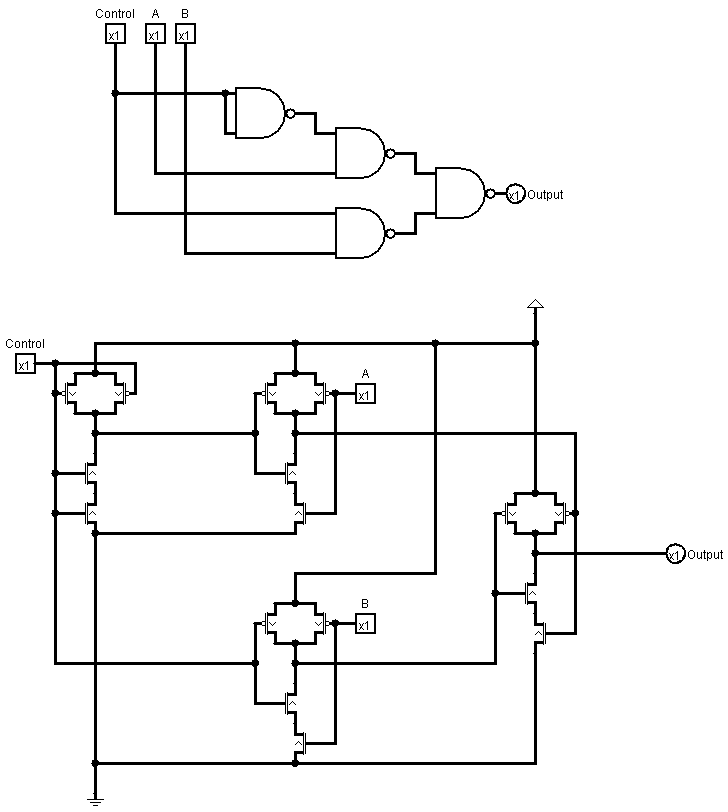 Control A B
x1 x1 x1
x1 Output
Control
x1
A
x1
x1 Output
B
x1